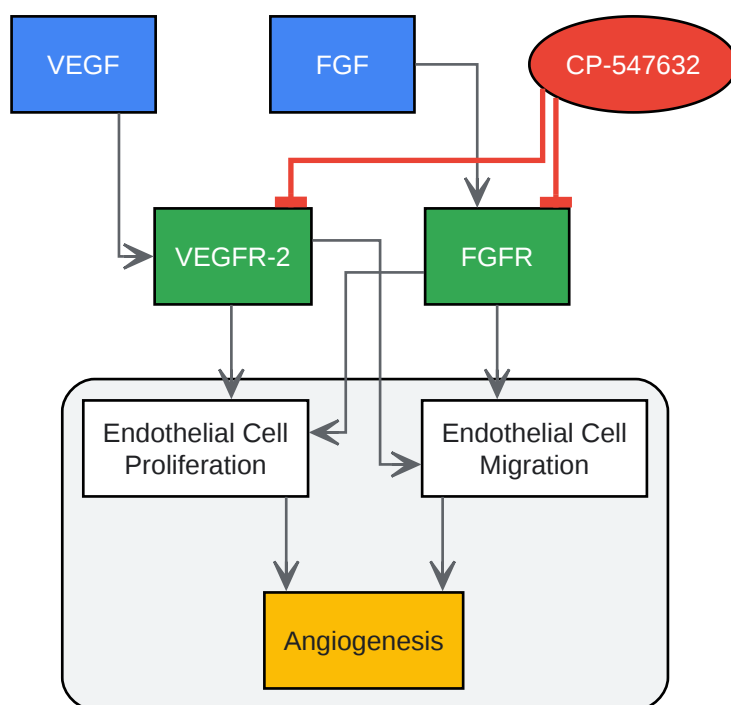 VEGF
FGF
CP-547632
VEGFR-2
FGFR
Endothelial Cell
Proliferation
Endothelial Cell
Migration
Angiogenesis